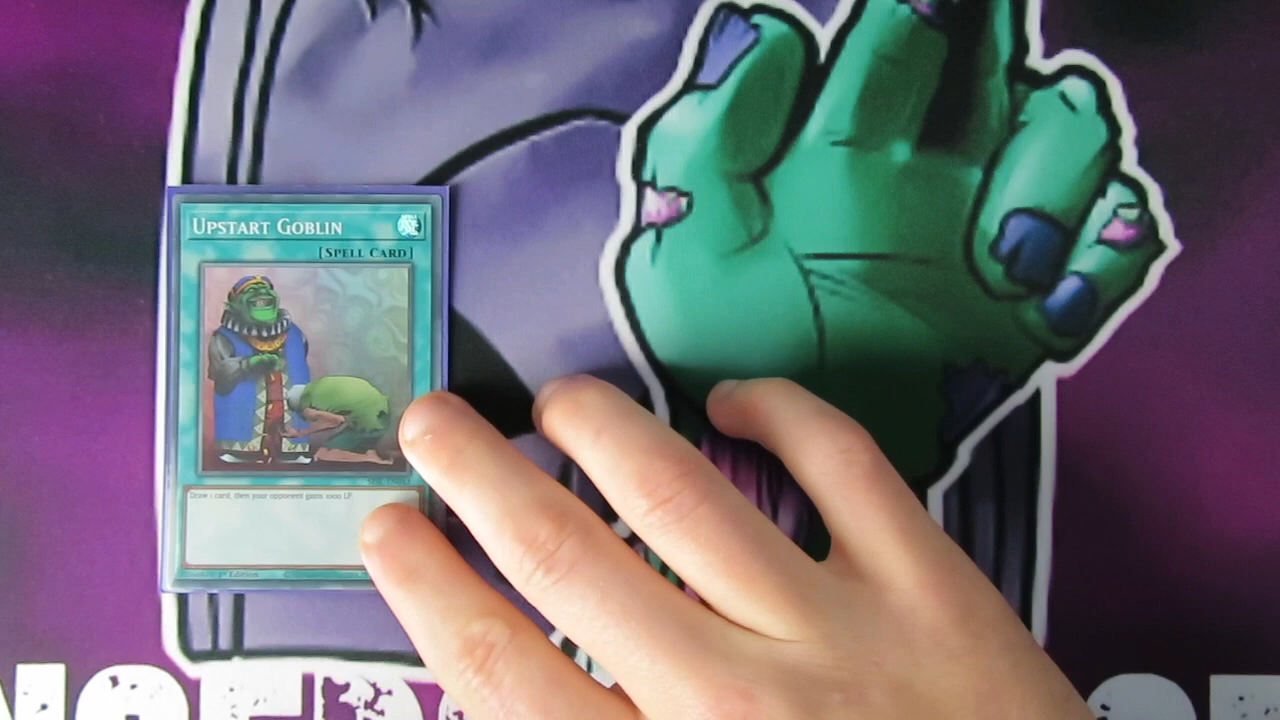 UPSTART GOBLIN
[SPELL CARD]
Draw 1 card, then your opponent gains 1000 LP.
1st Edition